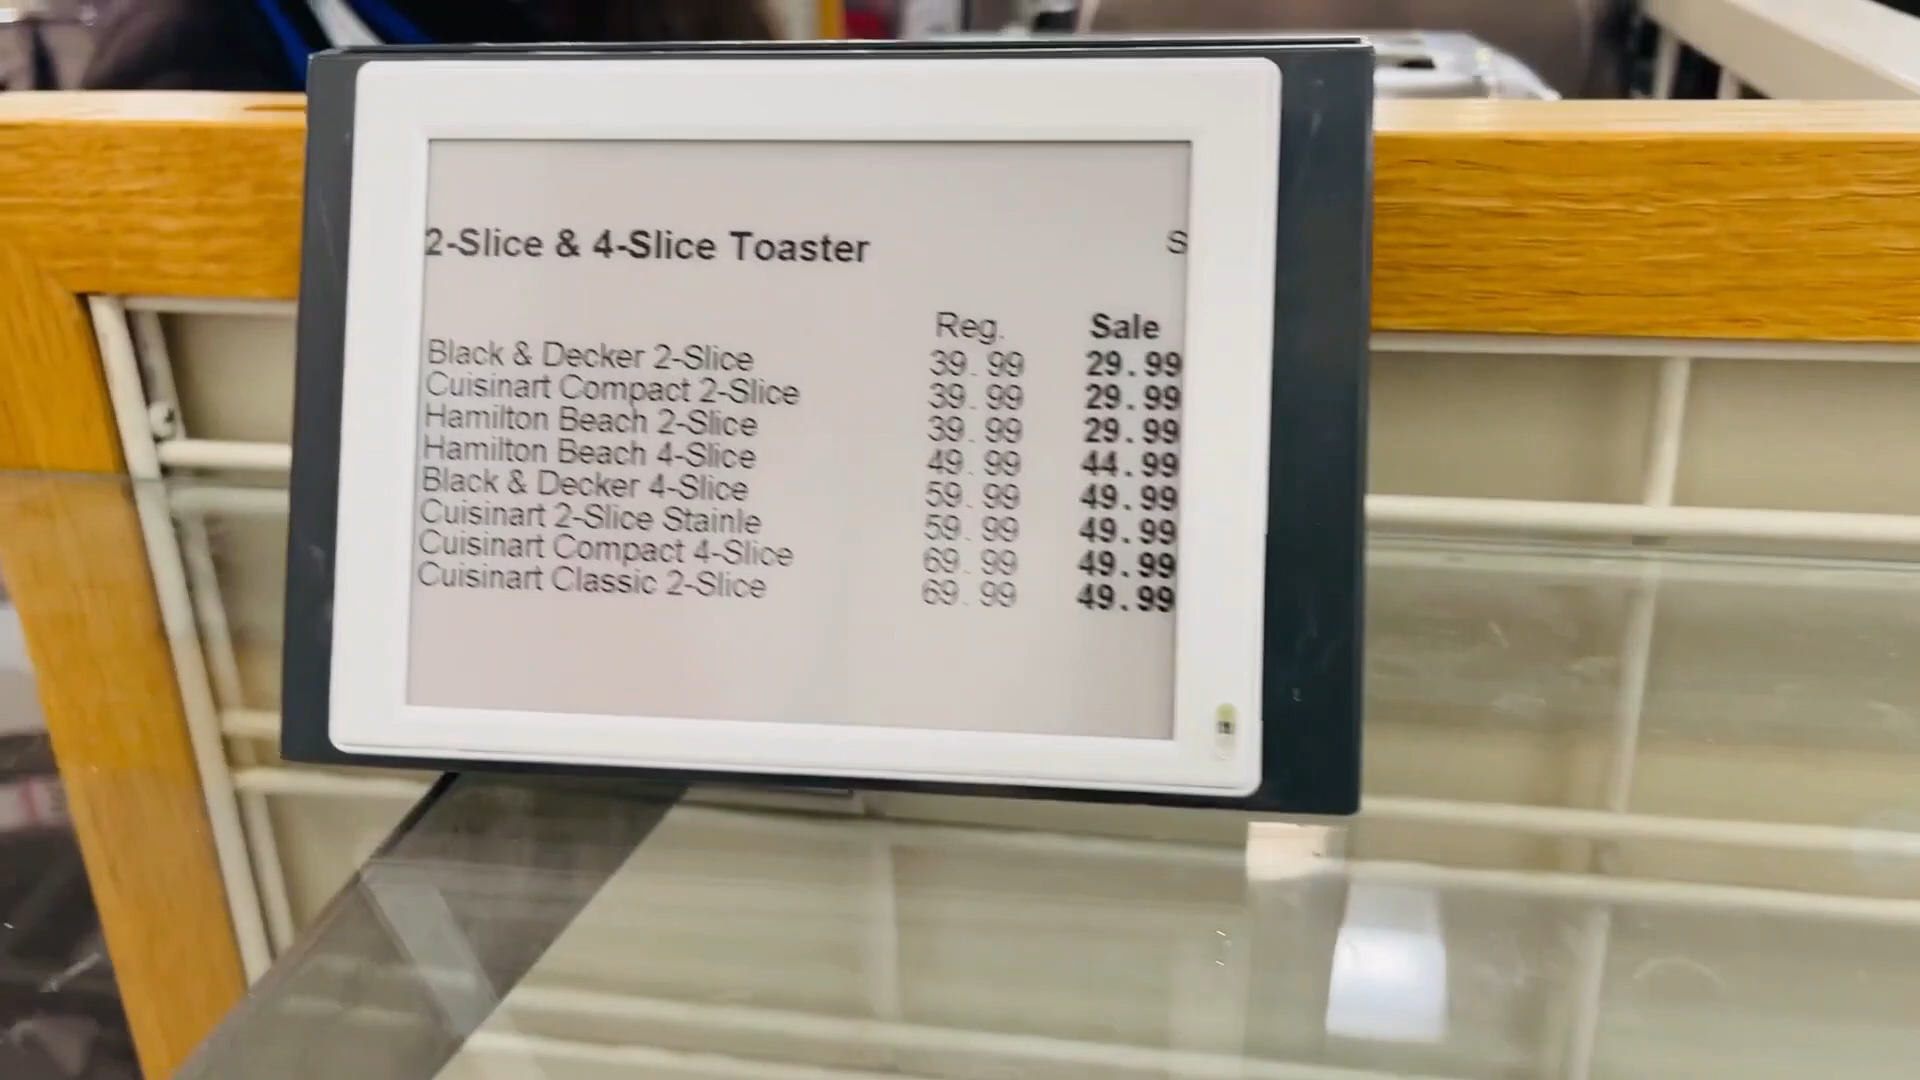 2-Slice & 4-Slice Toaster S
Reg. Sale
Black & Decker 2-Slice 39.99 29.99
Cuisinart Compact 2-Slice 39.99 29.99
Hamilton Beach 2-Slice 39.99 29.99
Hamilton Beach 4-Slice 49.99 44.99
Black & Decker 4-Slice 59.99 49.99
Cuisinart 2-Slice Stainle 59.99 49.99
Cuisinart Compact 4-Slice 69.99 49.99
Cuisinart Classic 2-Slice 69.99 49.99